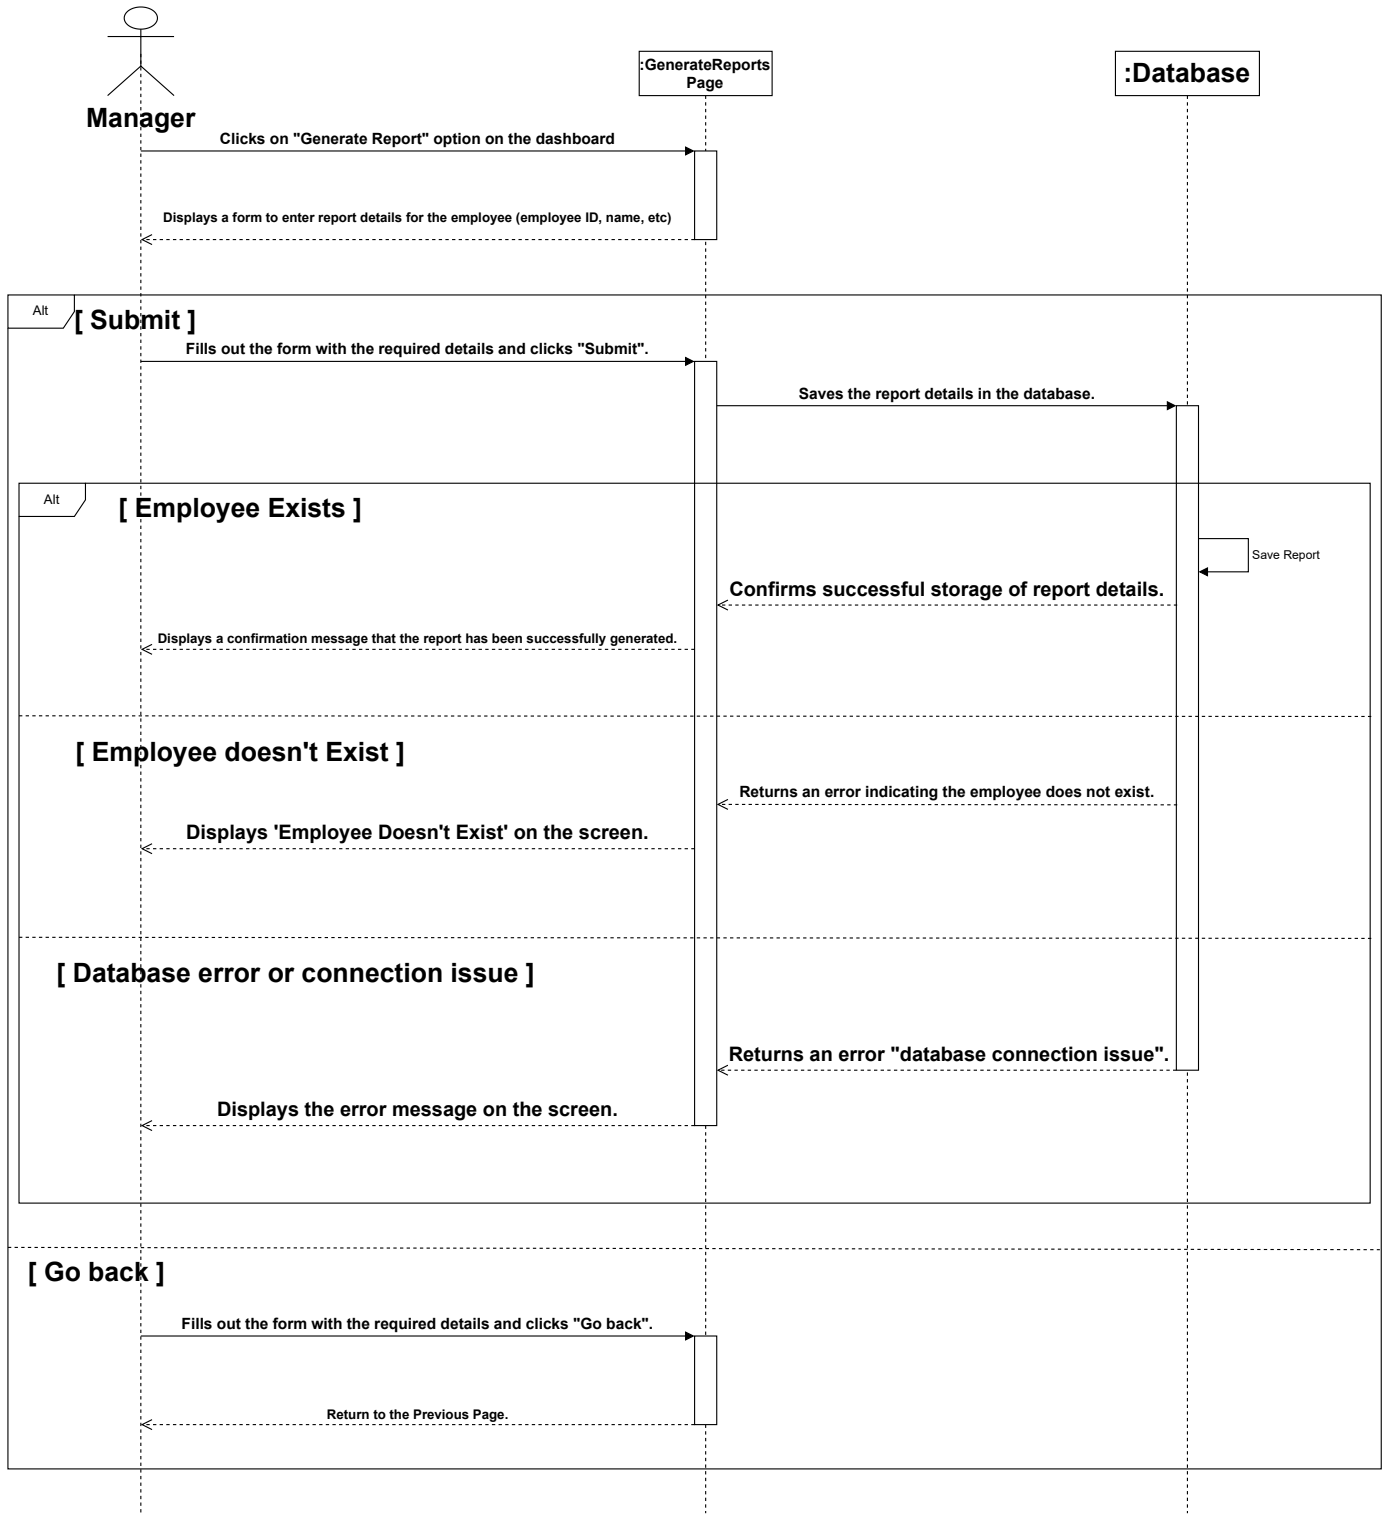 :GenerateReports
Page
:Database
Manager
Clicks on "Generate Report" option on the dashboard
Displays a form to enter report details for the employee (employee ID, name, etc)
Alt
[ Submit ]
Fills out the form with the required details and clicks "Submit".
Saves the report details in the database.
Alt
[ Employee Exists ]
Save Report
Confirms successful storage of report details.
Displays a confirmation message that the report has been successfully generated.
[ Employee doesn't Exist ]
Returns an error indicating the employee does not exist.
Displays 'Employee Doesn't Exist' on the screen.
[ Database error or connection issue ]
Returns an error "database connection issue".
Displays the error message on the screen.
[ Go back ]
Fills out the form with the required details and clicks "Go back".
Return to the Previous Page.